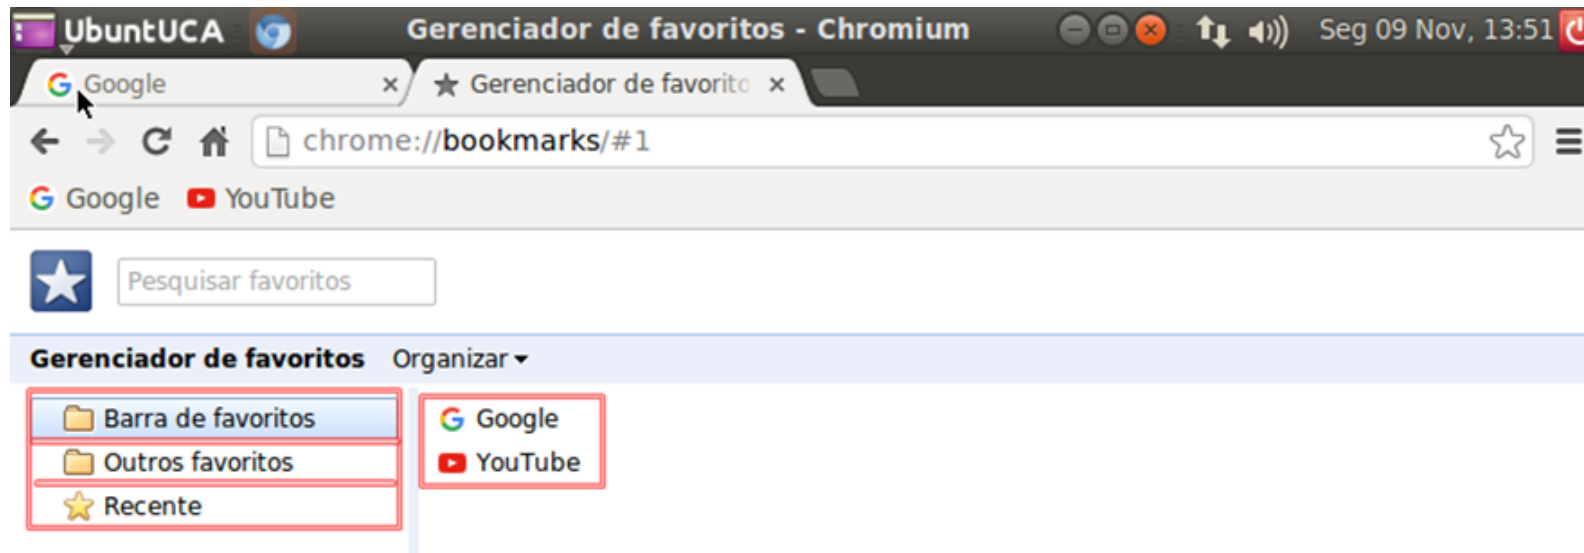 UbuntUCA Gerenciador de favoritos - Chromium Seg 09 Nov, 13:51
Google Gerenciador de favorito
chrome://bookmarks/#1
Google YouTube
Pesquisar favoritos
Gerenciador de favoritos Organizar
Barra de favoritos Google
Outros favoritos YouTube
Recente